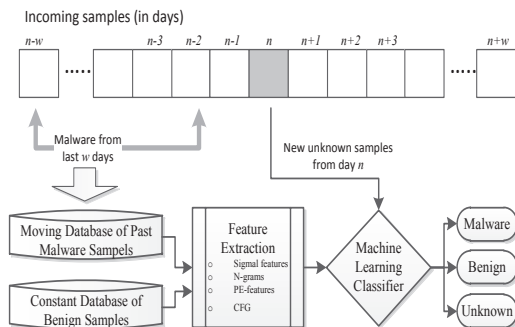 Incoming samples (in days)
n-w n-3 n-2 n-1 n n+1 n+2 n+3 n+w
Malware from
last w days
New unknown samples
from day n
Moving Database of Past
Malware Sampels
Constant Database of
Benign Samples
Feature
Extraction
o Sigmal features
o N-grams
o PE-features
o CFG
Machine
Learning
Classifier
Malware
Benign
Unknown